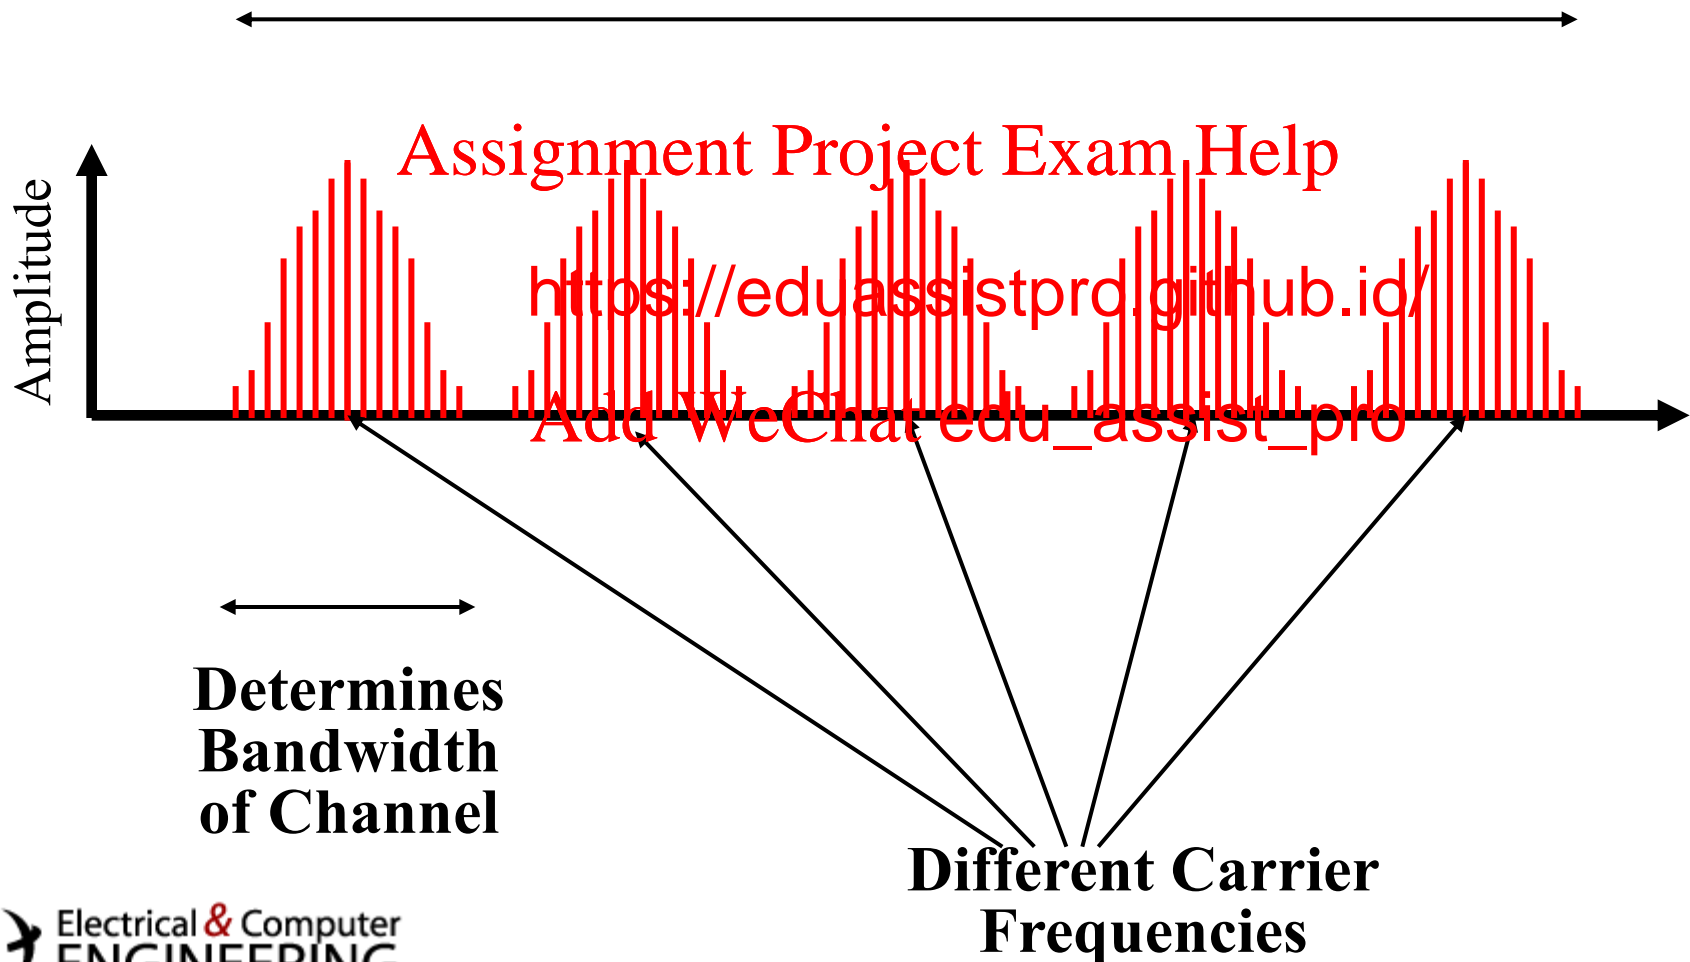 Assignment Project Exam Help
Amplitude
https://eduassistpro.github.io/
Add WeChat edu_assist_pro
Determines
Bandwidth
of Channel
Different Carrier
Frequencies
Electrical & Computer
ENGINEERING